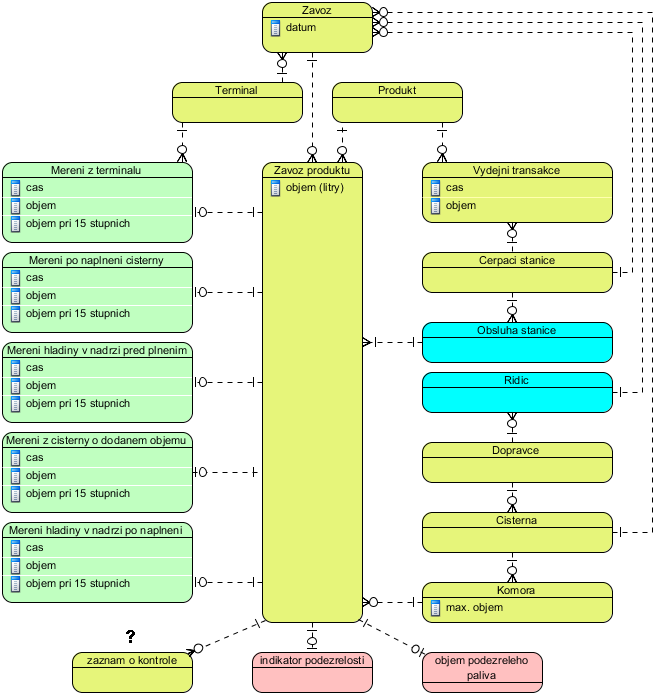 Zavoz
datum
Terminal
Produkt
Mereni z terminalu
cas
objem
objem pri 15 stupnich
Zavoz produktu
objem (litry)
Vydejni transakce
cas
objem
Mereni po naplneni cisterny
cas
objem
objem pri 15 stupnich
Cerpaci stanice
Obsluha stanice
Mereni hladiny v nadrzi pred plnenim
cas
objem
objem pri 15 stupnich
Ridic
Mereni z cisterny o dodanem objemu
cas
objem
objem pri 15 stupnich
Dopravce
Cisterna
Mereni hladiny v nadrzi po naplneni
cas
objem
objem pri 15 stupnich
Komora
max. objem
?
zaznam o kontrole
indikator podezrelosti
objem podezreleho
paliva